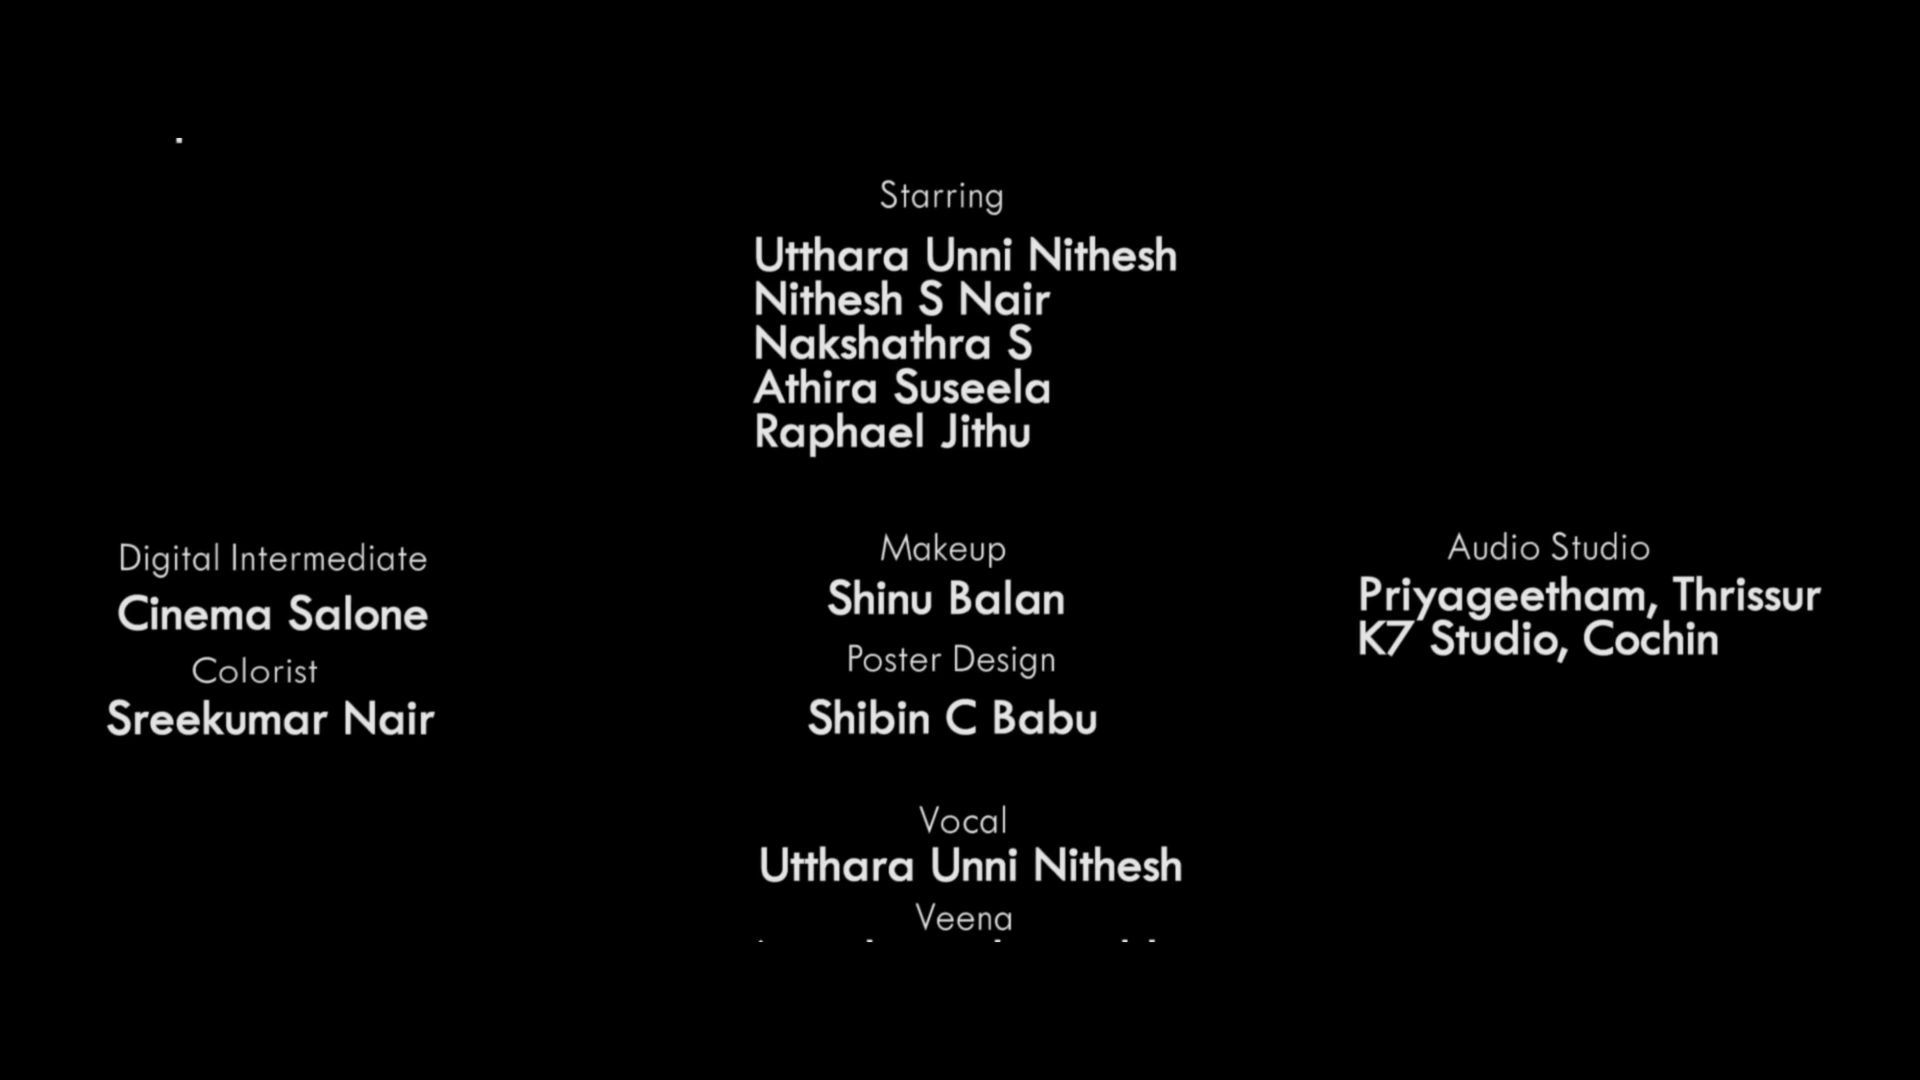 Starring
Utthara Unni Nithesh
Nithesh S Nair
Nakshathra S
Athira Suseela
Raphael Jithu
Digital Intermediate
Cinema Salone
Colorist
Sreekumar Nair
Makeup
Shinu Balan
Poster Design
Shibin C Babu
Audio Studio
Priyageetham, Thrissur
K7 Studio, Cochin
Vocal
Utthara Unni Nithesh
Veena